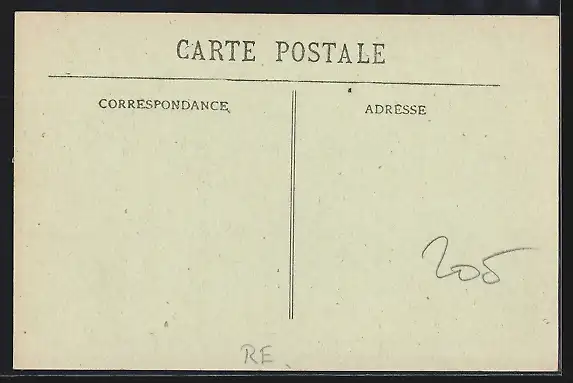 CARTE POSTALE
CORRESPONDANCE
ADRESSE
205
RE